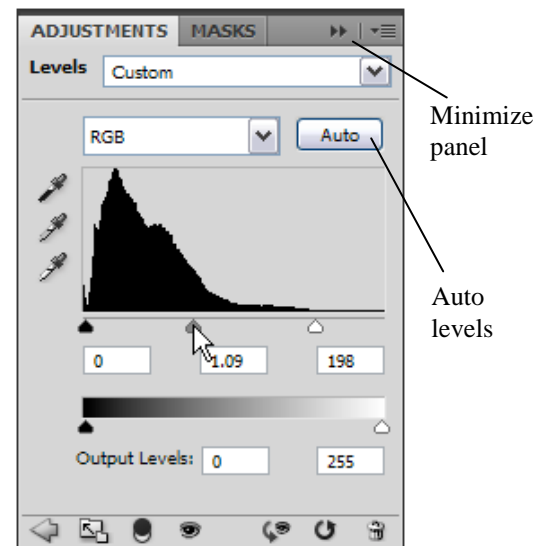 ADJUSTMENTS MASKS
Levels Custom
Minimize
panel
RGB Auto
Auto
levels
0 1.09 198
Output Levels: 0 255